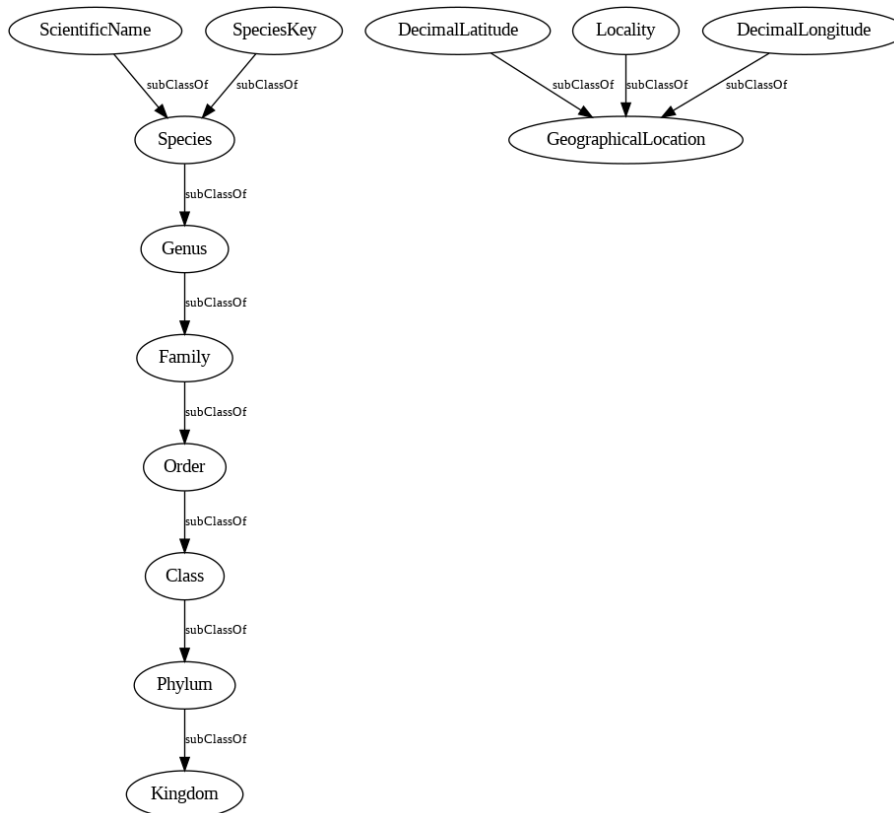 ScientificName SpeciesKey DecimalLatitude Locality DecimalLongitude
subClassOf subClassOf subClassOf subClassOf subClassOf
Species GeographicalLocation
subClassOf
Genus
subClassOf
Family
subClassOf
Order
subClassOf
Class
subClassOf
Phylum
subClassOf
Kingdom